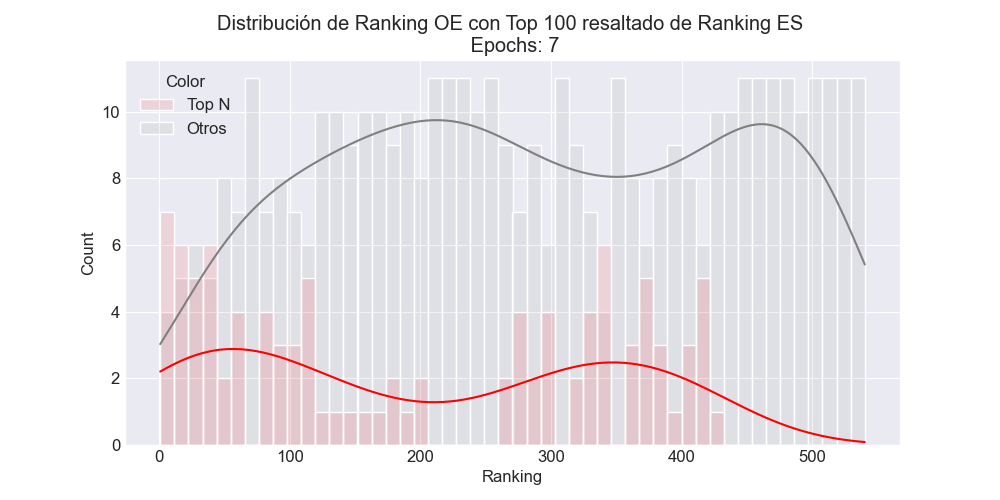 Distribución de Ranking OE con Top 100 resaltado de Ranking ES
Epochs: 7
Color
Top N
Otros
Count
10
8
6
4
2
0
0 100 200 300 400 500
Ranking